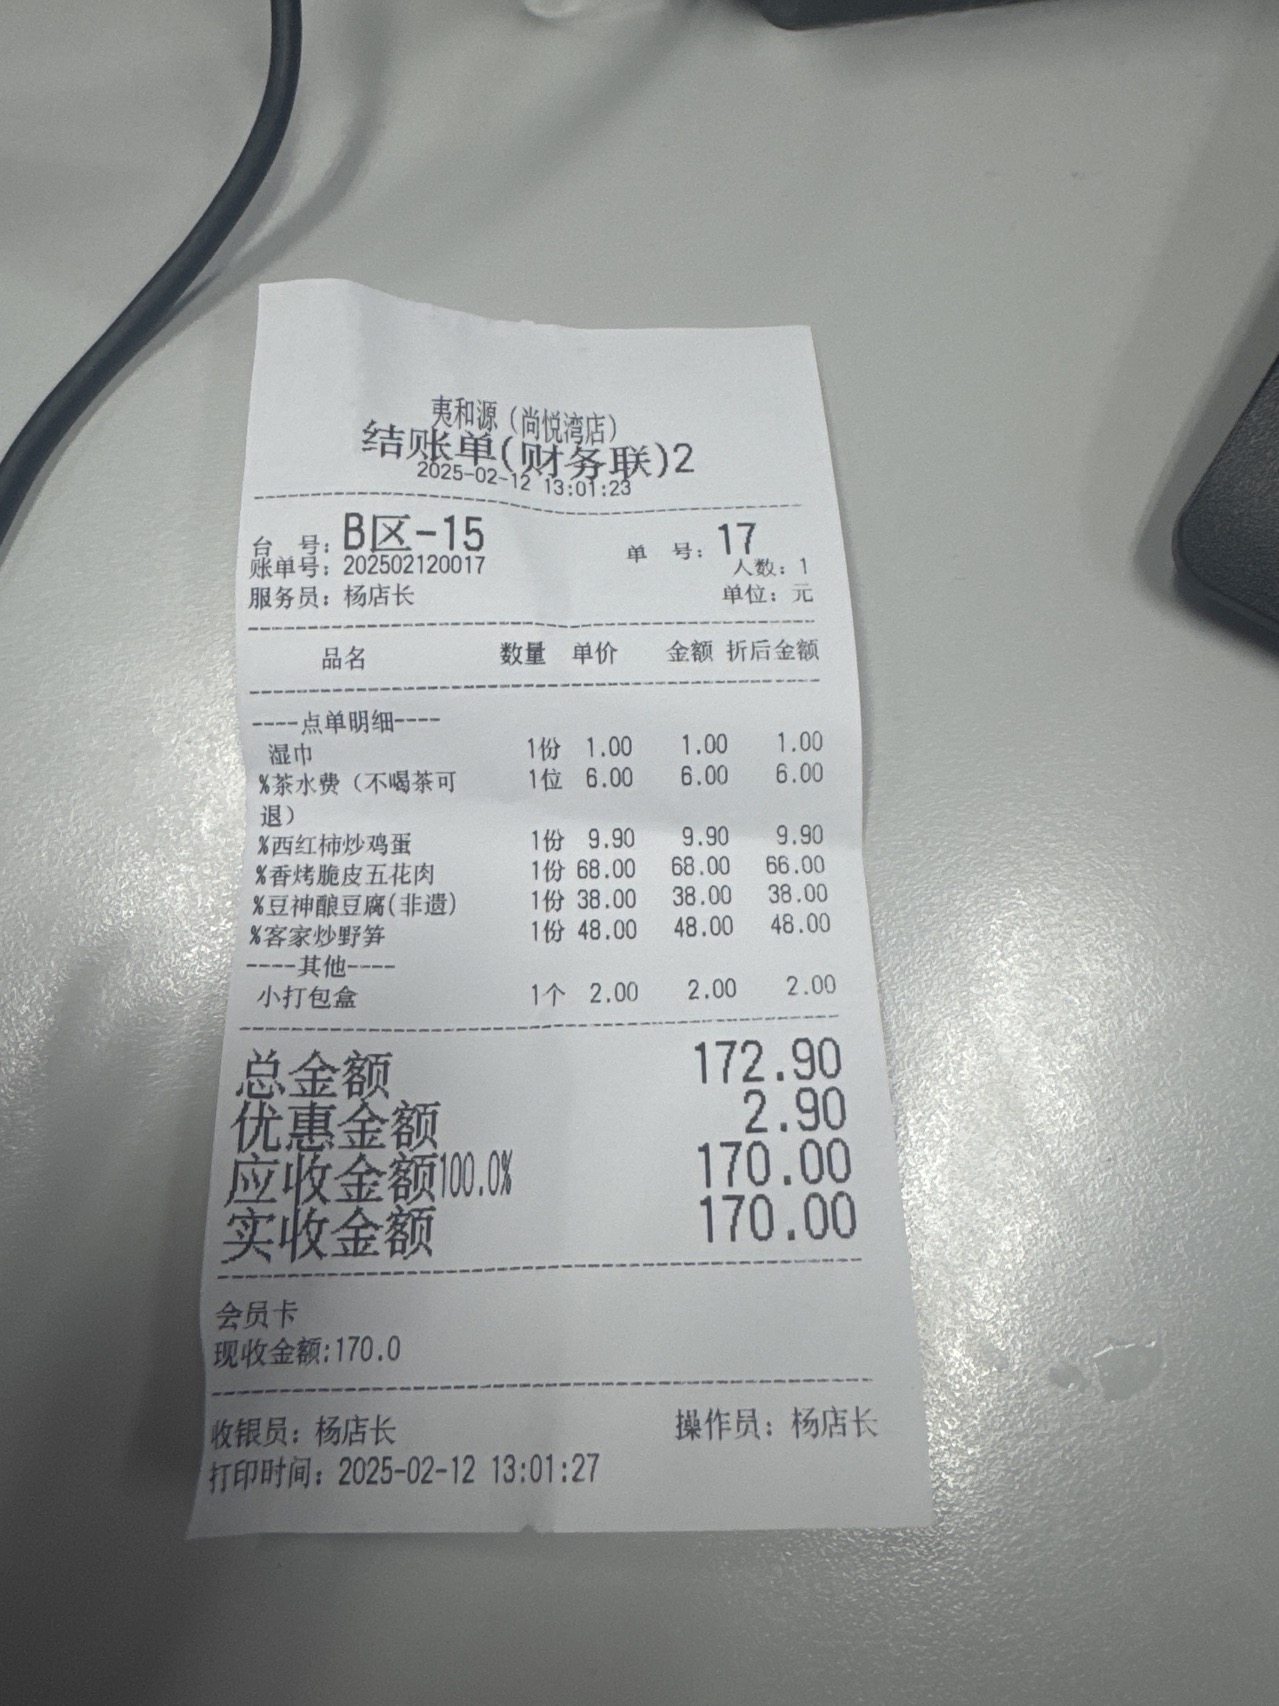 夷和源（尚悦湾店）
结账单(财务联)2
2025-02-12 13:01:23
台 号：B区-15 单 号：17
账单号：202502120017 人数：1
服务员：杨店长 单位：元
品名 数量 单价 金额 折后金额
----点单明细----
湿巾 1份 1.00 1.00 1.00
%茶水费（不喝茶可 1位 6.00 6.00 6.00
退）
%西红柿炒鸡蛋 1份 9.90 9.90 9.90
%香烤脆皮五花肉 1份 68.00 68.00 66.00
%豆神酿豆腐(非遗) 1份 38.00 38.00 38.00
%客家炒野笋 1份 48.00 48.00 48.00
----其他----
小打包盒 1个 2.00 2.00 2.00
总金额 172.90
优惠金额 2.90
应收金额100.0% 170.00
实收金额 170.00
会员卡
现收金额:170.0
收银员：杨店长 操作员：杨店长
打印时间：2025-02-12 13:01:27